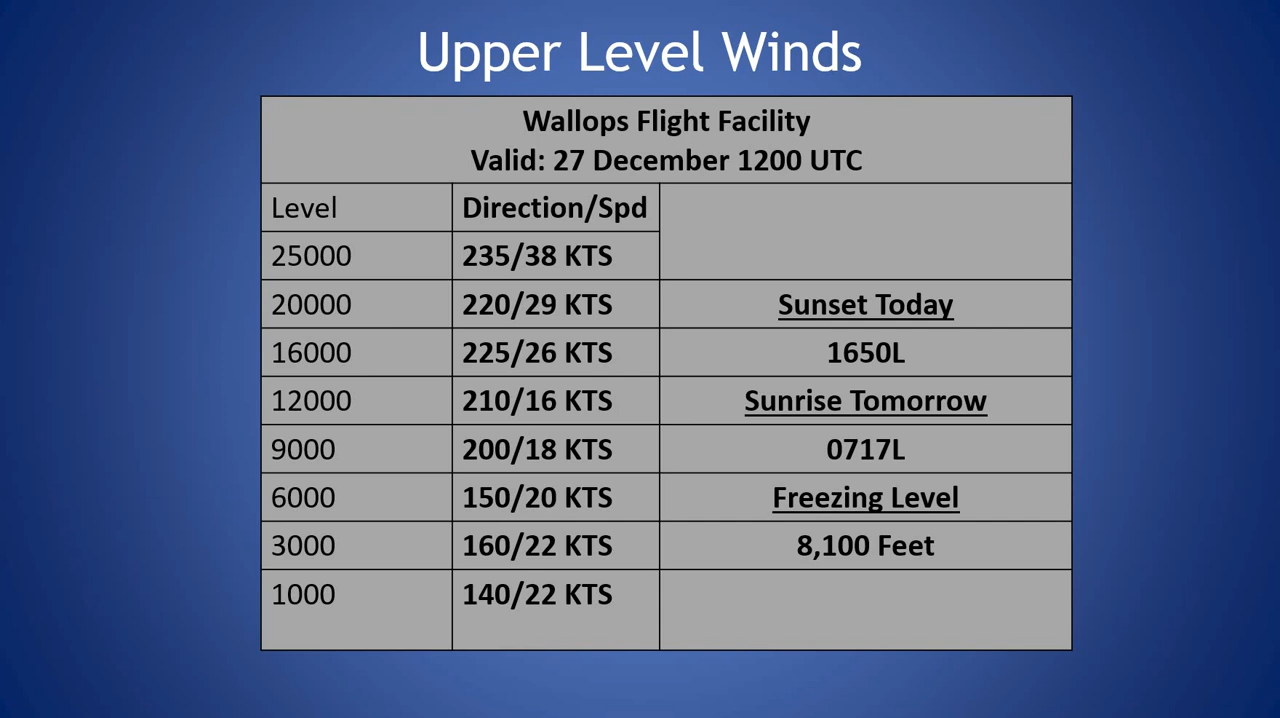 Upper Level Winds
Wallops Flight Facility
Valid: 27 December 1200 UTC
Level Direction/Spd
25000 235/38 KTS
20000 220/29 KTS Sunset Today
16000 225/26 KTS 1650L
12000 210/16 KTS Sunrise Tomorrow
9000 200/18 KTS 0717L
6000 150/20 KTS Freezing Level
3000 160/22 KTS 8,100 Feet
1000 140/22 KTS